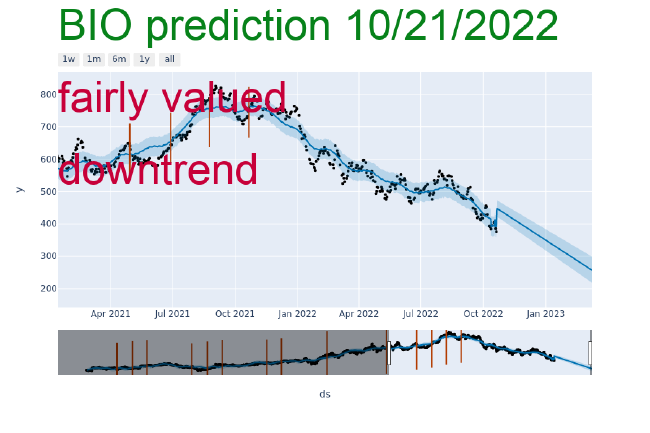 BIO prediction 10/21/2022
1w 1m 6m 1y all
fairly valued
downtrend
y
800
700
600
500
400
300
200
Apr 2021 Jul 2021 Oct 2021 Jan 2022 Apr 2022 Jul 2022 Oct 2022 Jan 2023
ds